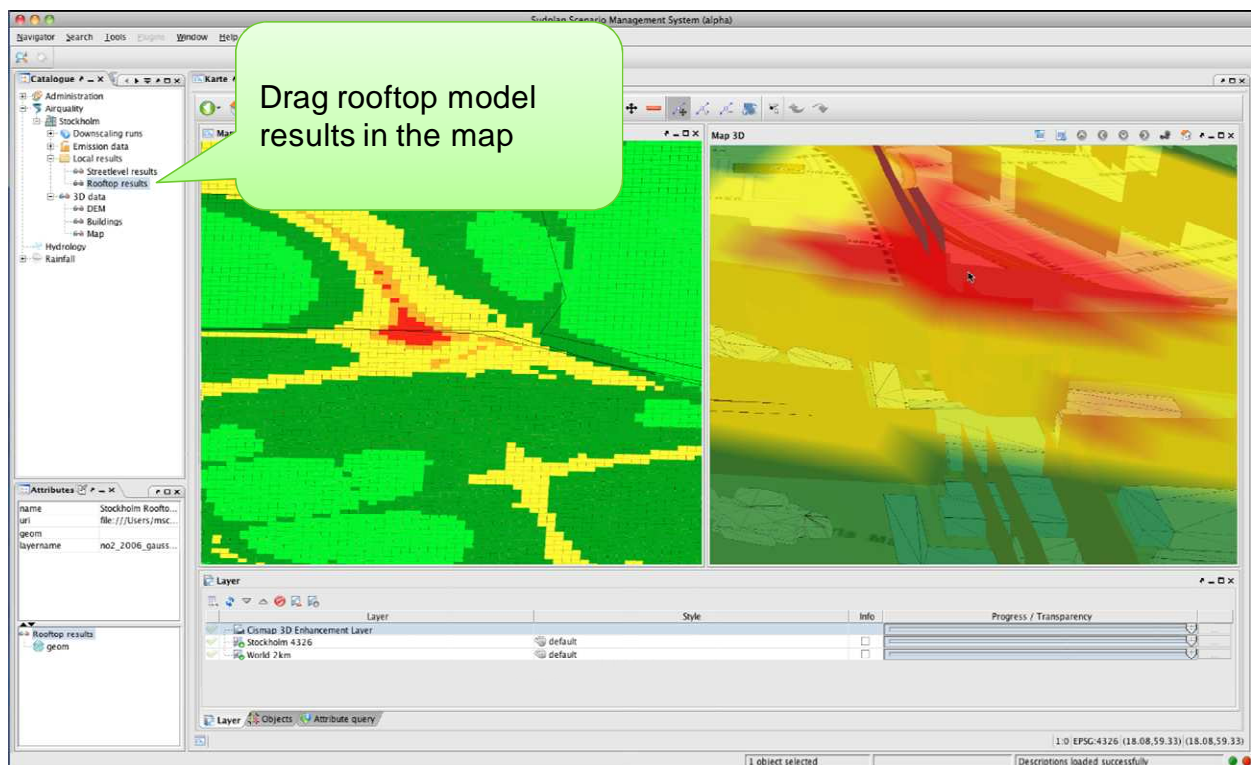 Sudplan Scenario Management System (alpha)
Navigator Search Tools Plugins Window Help
Catalogue
Karte
Administration
Airquality
Stockholm
Downscaling runs
Emission data
Local results
Streetlevel results
Rooftop results
3D data
DEM
Buildings
Map
Hydrology
Rainfall
Drag rooftop model
results in the map
Map 3D
Attributes
name Stockholm Roofto...
uri file:///Users/msc...
geom
layername no2_2006_gauss...
Rooftop results
geom
Layer
Layer Style Info Progress / Transparency
Cismap 3D Enhancement Layer
Stockholm 4326 default
World 2km default
Layer Objects Attribute query
1:0 EPSG:4326 (18.08,59.33) (18.08,59.33)
1 object selected Descriptions loaded successfully